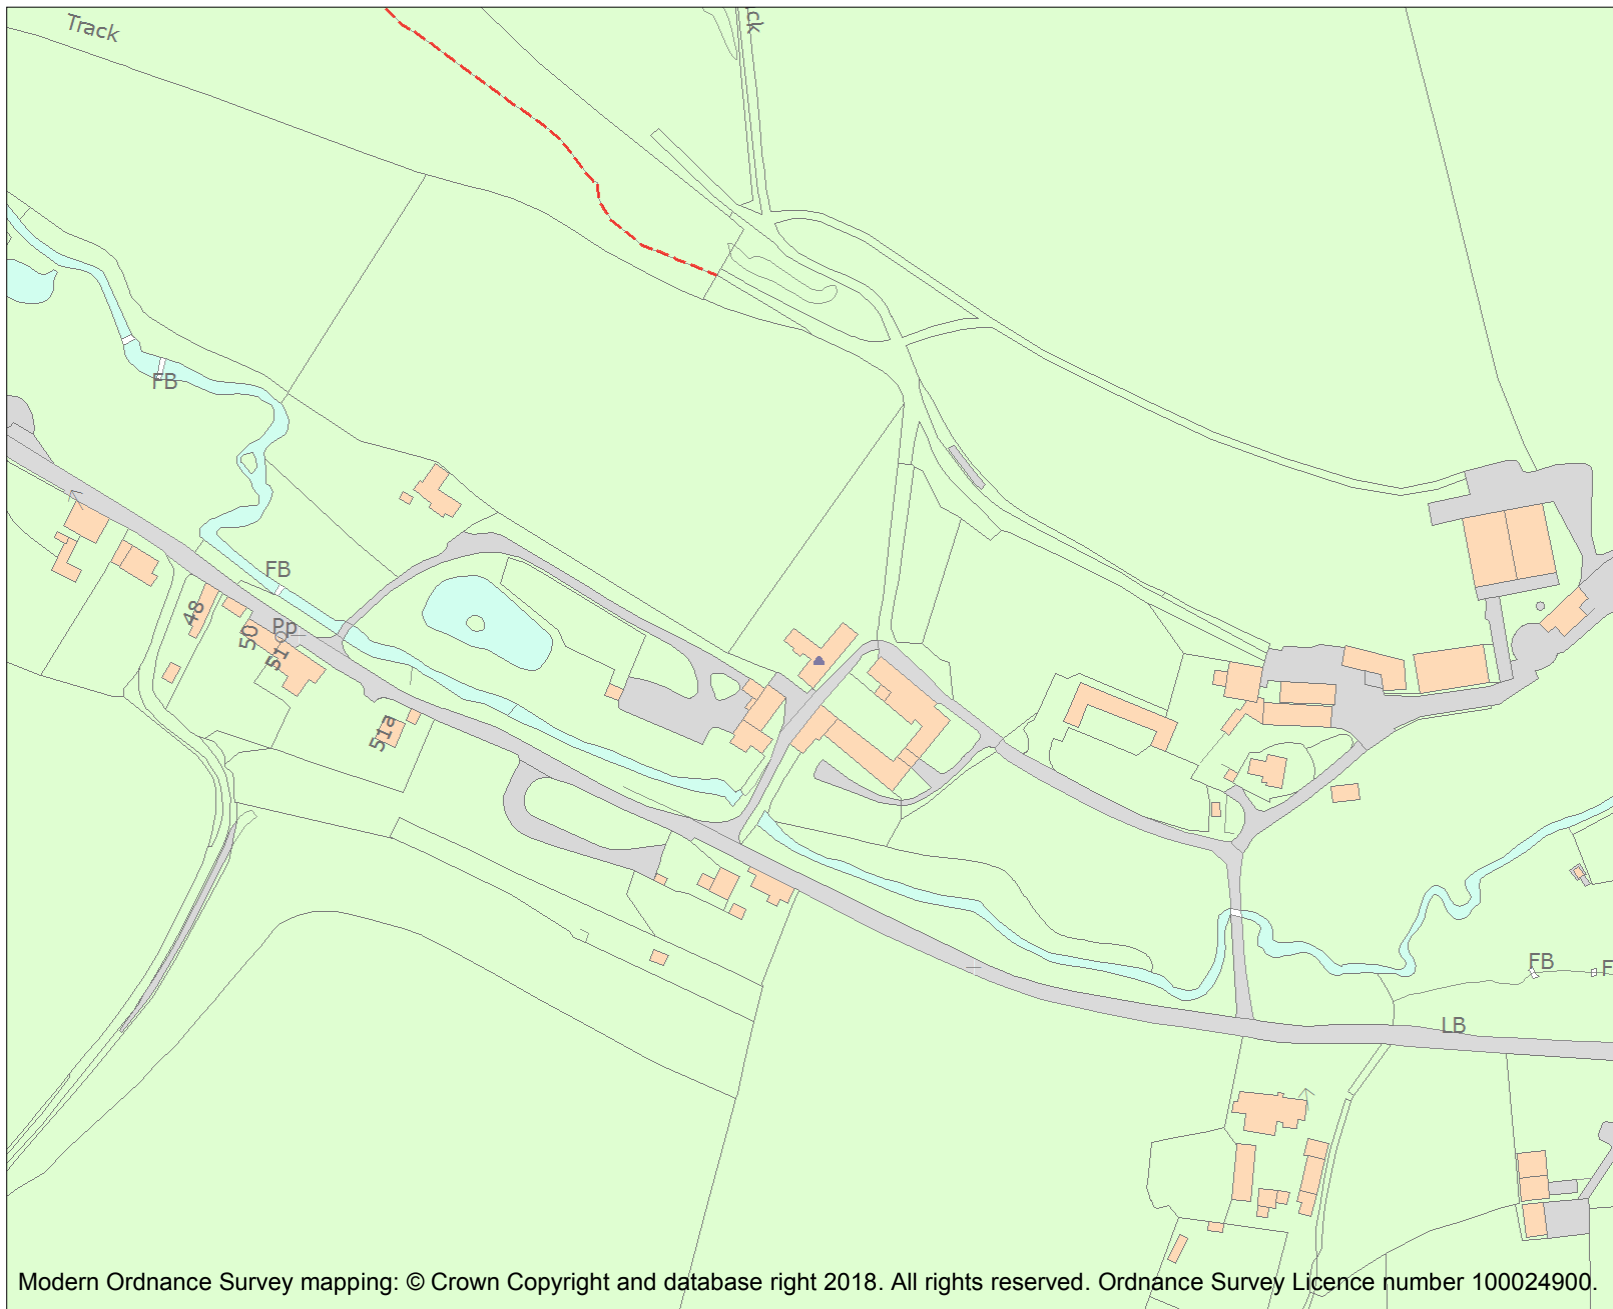 Track
ck
FB
FB
48
50
Pp
51
51a
FB
F
LB
Modern Ordnance Survey mapping: © Crown Copyright and database right 2018. All rights reserved. Ordnance Survey Licence number 100024900.